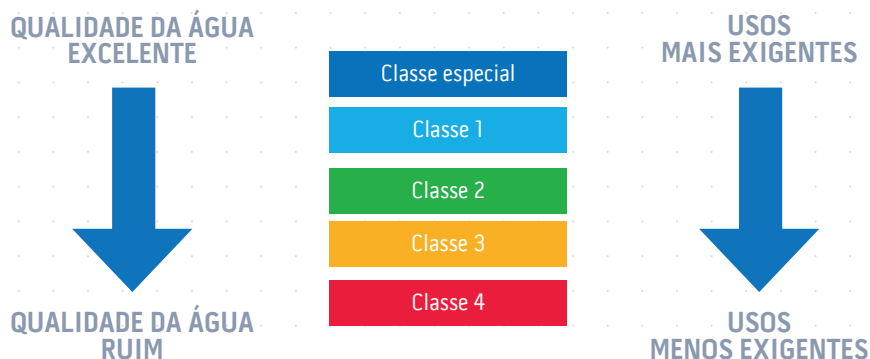 QUALIDADE DA ÁGUA
EXCELENTE
USOS
MAIS EXIGENTES
Classe especial
Classe 1
Classe 2
Classe 3
Classe 4
QUALIDADE DA ÁGUA
RUIM
USOS
MENOS EXIGENTES